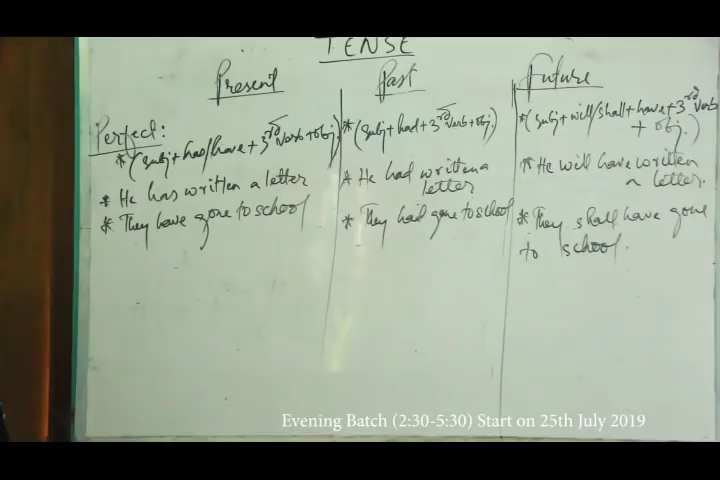 TENSE
Present
Past
Future
Perfect:
* (subj + has/have + 3rd verb + obj.)
* He has written a letter
* They have gone to school
* (subj + had + 3rd verb + obj.)
* He had written a
letter
* They had gone to school
* (subj + will/shall + have + 3rd verb
+ obj.)
* He will have written
a letter.
* They shall have gone
to school.
Evening Batch (2:30-5:30) Start on 25th July 2019